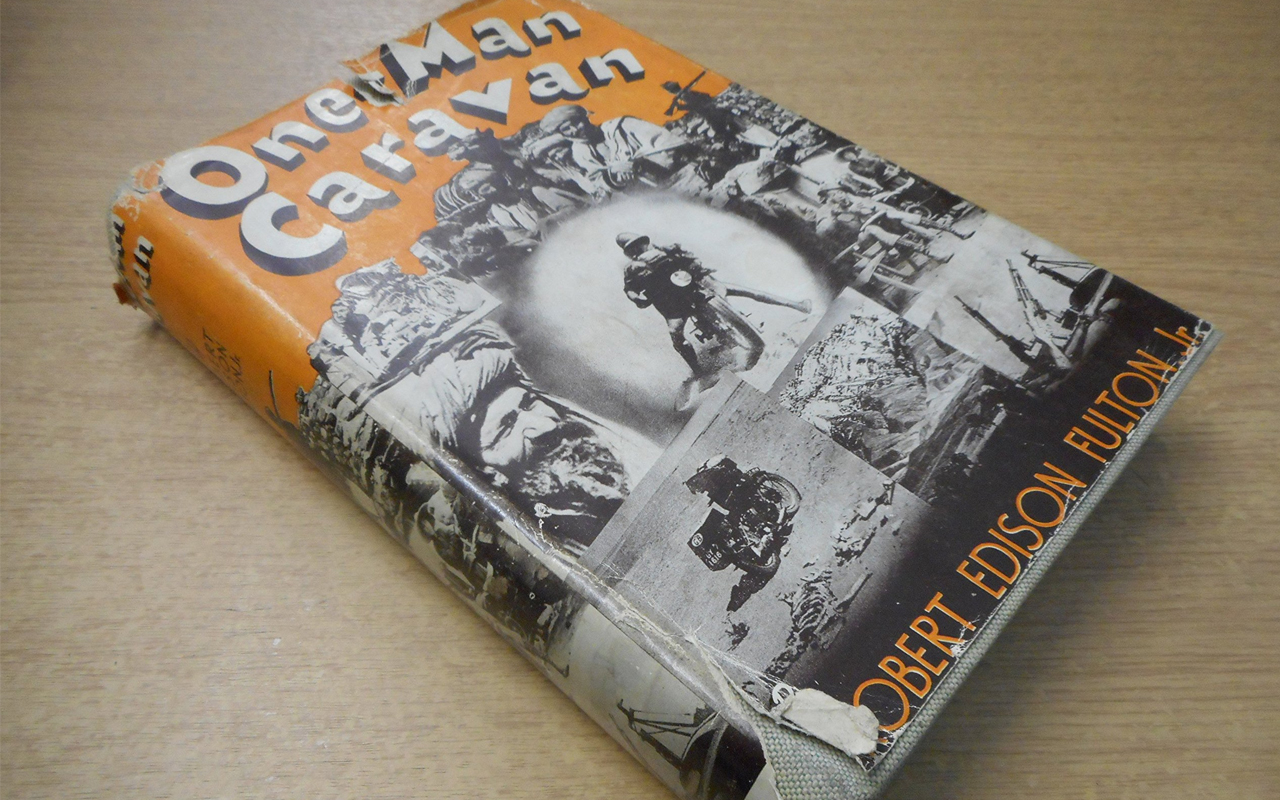 One Man
Caravan
OBERT EDISON FULTON Jr.